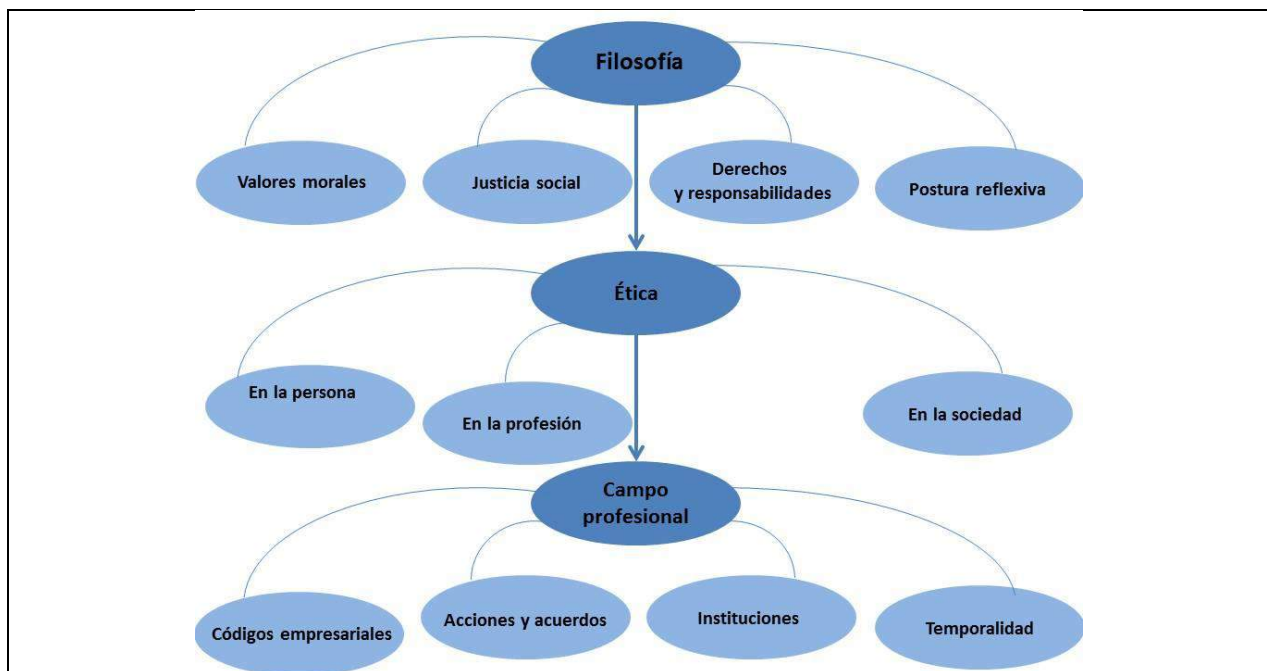 Filosofía
Valores morales
Justicia social
Derechos
y responsabilidades
Postura reflexiva
Ética
En la persona
En la profesión
En la sociedad
Campo
profesional
Códigos empresariales
Acciones y acuerdos
Instituciones
Temporalidad